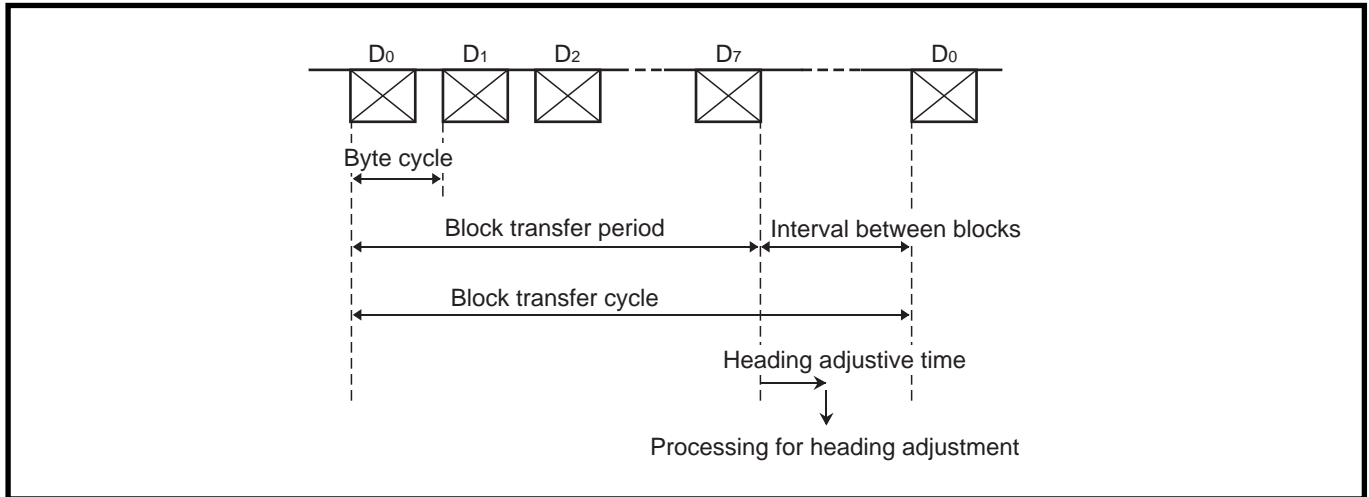 D0 D1 D2 D7 D0
Byte cycle
Block transfer period Interval between blocks
Block transfer cycle
Heading adjustive time
Processing for heading adjustment